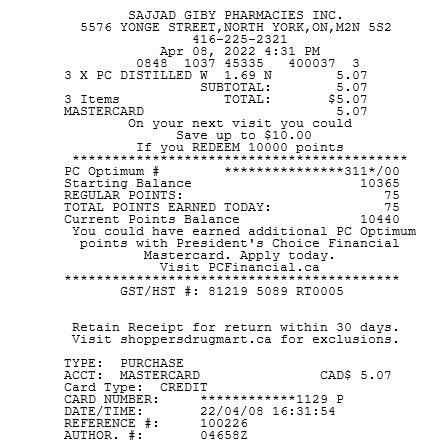 SAJJAD GIBY PHARMACIES INC.
5576 YONGE STREET,NORTH YORK,ON,M2N 5S2
416-225-2321
Apr 08, 2022 4:31 PM
0848 1037 45335 400037 3
3 X PC DISTILLED W 1.69 N 5.07
SUBTOTAL: 5.07
3 Items TOTAL: $5.07
MASTERCARD 5.07
On your next visit you could
Save up to $10.00
If you REDEEM 10000 points
******************************************
PC Optimum # ***************311*/00
Starting Balance 10365
REGULAR POINTS: 75
TOTAL POINTS EARNED TODAY: 75
Current Points Balance 10440
You could have earned additional PC Optimum
points with President's Choice Financial
Mastercard. Apply today.
Visit PCFinancial.ca
******************************************
GST/HST #: 81219 5089 RT0005
Retain Receipt for return within 30 days.
Visit shoppersdrugmart.ca for exclusions.
TYPE: PURCHASE
ACCT: MASTERCARD CAD$ 5.07
Card Type: CREDIT
CARD NUMBER: ************1129 P
DATE/TIME: 22/04/08 16:31:54
REFERENCE #: 100226
AUTHOR. #: 04658Z